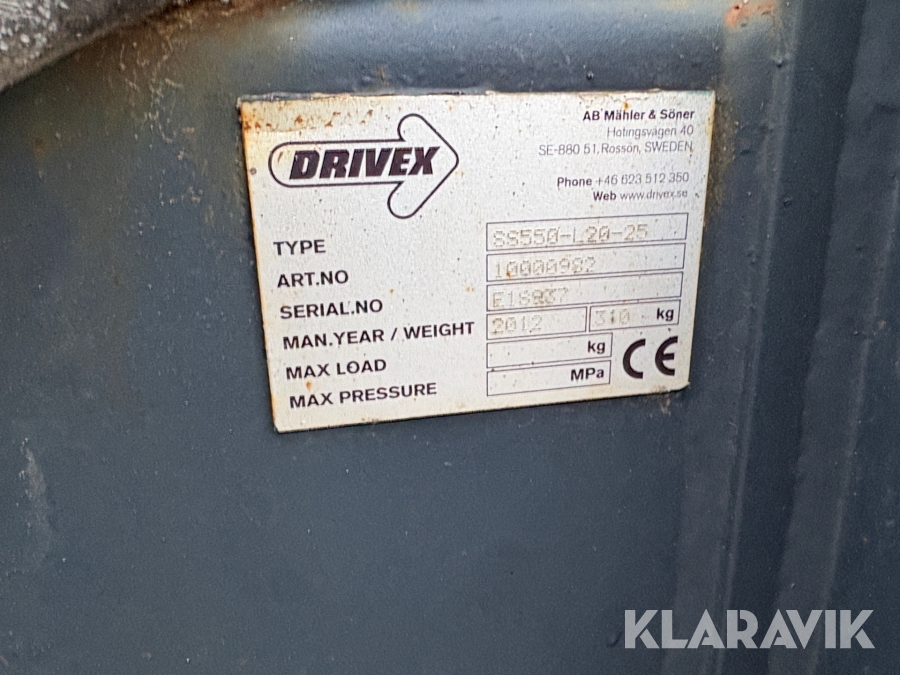 DRIVEX
AB Mähler & Söner
Hotingsvägen 40
SE-880 51, Rossön, SWEDEN
Phone +46 623 512 350
Web www.drivex.se
TYPE SS550-L20-25
ART.NO 10000982
SERIAL.NO
MAN.YEAR / WEIGHT 2012 310 kg
MAX LOAD kg
MAX PRESSURE MPa
CE
KLARAVIK